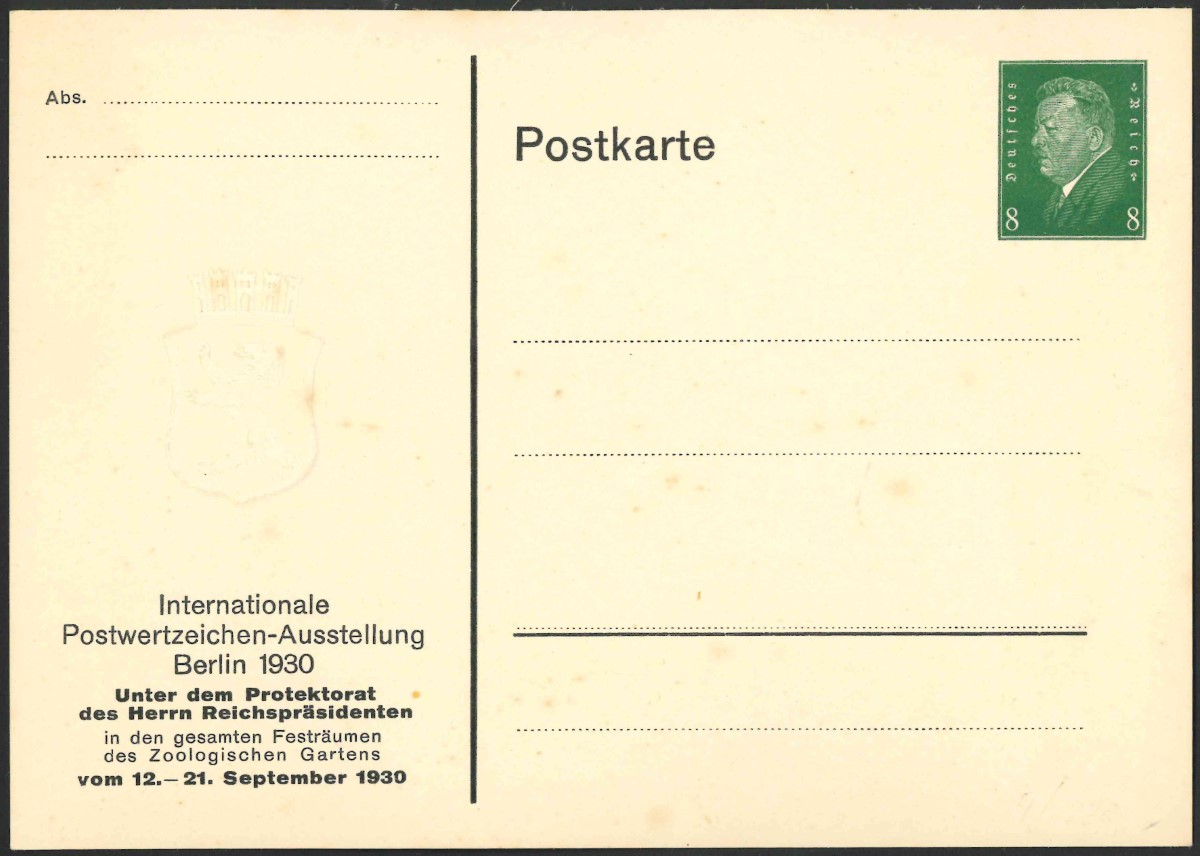 Abs.
Postkarte
Deutsches
Reich
8
8
Internationale
Postwertzeichen-Ausstellung
Berlin 1930
Unter dem Protektorat
des Herrn Reichspräsidenten
in den gesamten Festräumen
des Zoologischen Gartens
vom 12.–21. September 1930